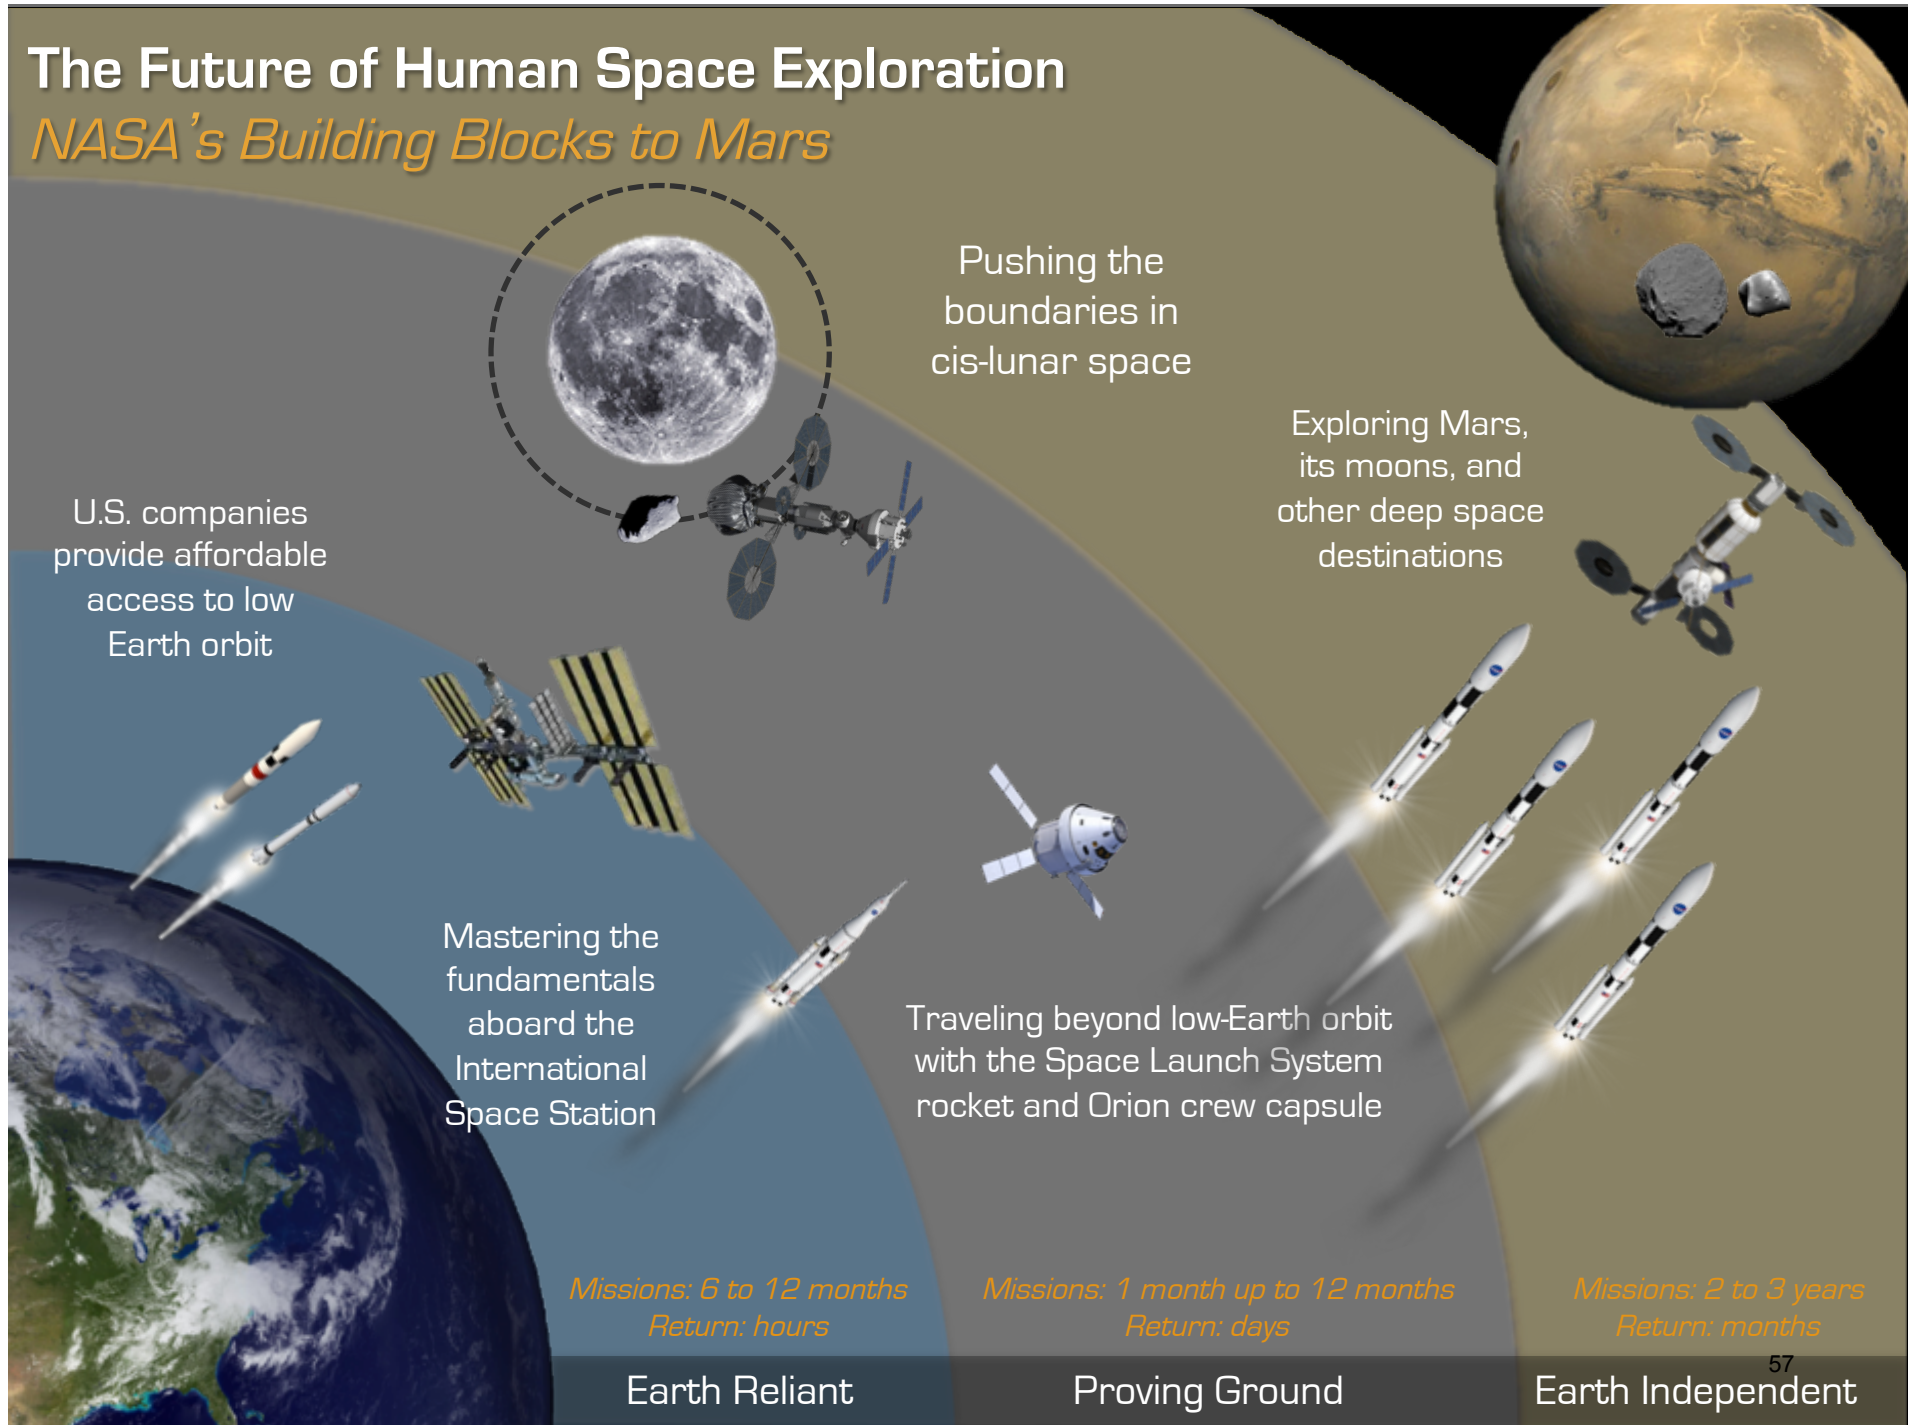 The Future of Human Space Exploration
NASA's Building Blocks to Mars
Pushing the
boundaries in
cis-lunar space
Exploring Mars,
its moons, and
other deep space
destinations
U.S. companies
provide affordable
access to low
Earth orbit
Mastering the
fundamentals
aboard the
International
Space Station
Traveling beyond low-Earth orbit
with the Space Launch System
rocket and Orion crew capsule
Missions: 6 to 12 months
Return: hours
Missions: 1 month up to 12 months
Return: days
Missions: 2 to 3 years
Return: months
57
Earth Reliant
Proving Ground
Earth Independent